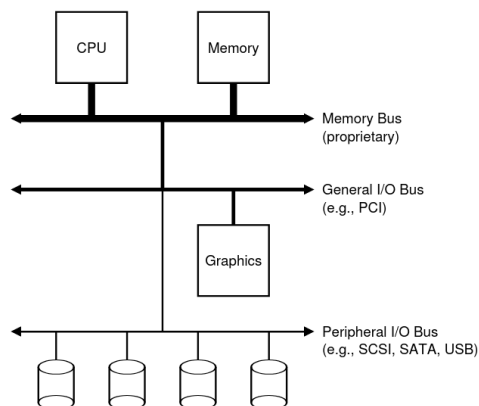 CPU
Memory
Memory Bus
(proprietary)
General I/O Bus
(e.g., PCI)
Graphics
Peripheral I/O Bus
(e.g., SCSI, SATA, USB)